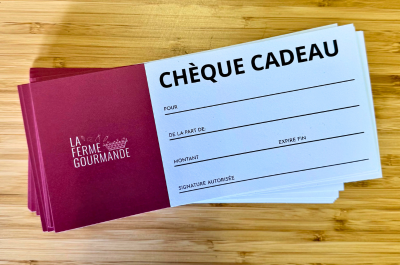 LA
FERME
GOURMANDE
CHÈQUE CADEAU
POUR
DE LA PART DE:
MONTANT
EXPIRE FIN
SIGNATURE AUTORISÉE